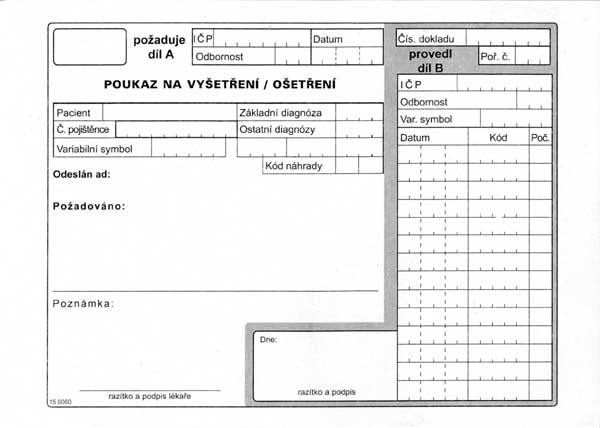 požaduje
díl A
IČP
Datum
Odbornost
Čís. dokladu
provedl
díl B
Poř. č.
POUKAZ NA VYŠETŘENÍ / OŠETŘENÍ
IČP
Odbornost
Var. symbol
Pacient
Základní diagnóza
Č. pojištěnce
Ostatní diagnózy
Variabilní symbol
Kód náhrady
Datum
Kód
Poč.
Odeslán ad:
Požadováno:
Poznámka:
Dne:
razítko a podpis lékaře
razítko a podpis
15 0060